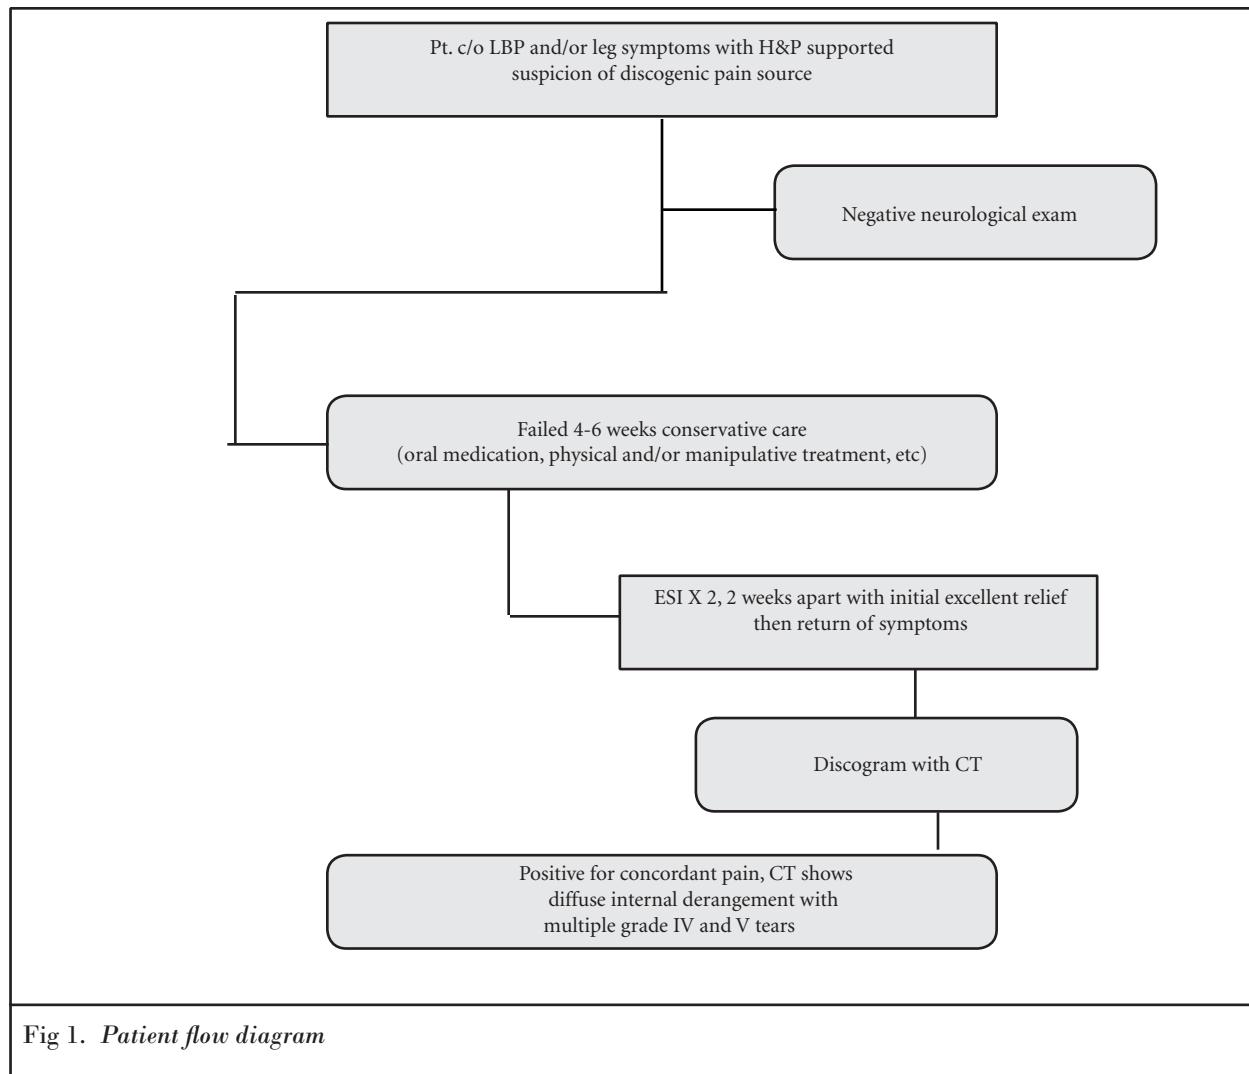 Pt. c/o LBP and/or leg symptoms with H&P supported
suspicion of discogenic pain source
Negative neurological exam
Failed 4-6 weeks conservative care
(oral medication, physical and/or manipulative treatment, etc)
ESI X 2, 2 weeks apart with initial excellent relief
then return of symptoms
Discogram with CT
Positive for concordant pain, CT shows
diffuse internal derangement with
multiple grade IV and V tears
Fig 1. Patient flow diagram